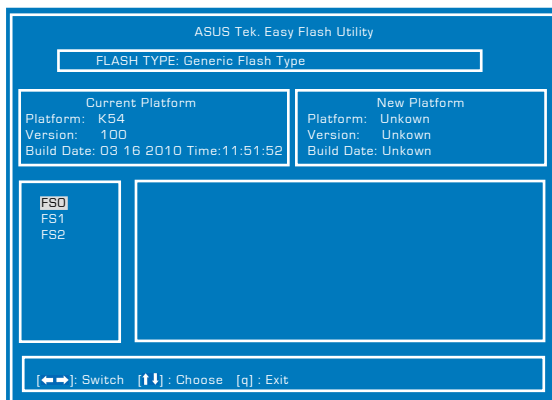 ASUS Tek. Easy Flash Utility
FLASH TYPE: Generic Flash Type
Current Platform
Platform: K54
Version: 100
Build Date: 03 16 2010 Time:11:51:52
New Platform
Platform: Unkown
Version: Unkown
Build Date: Unkown
FS0
FS1
FS2
[⬅➡]: Switch [⬆⬇] : Choose [q] : Exit